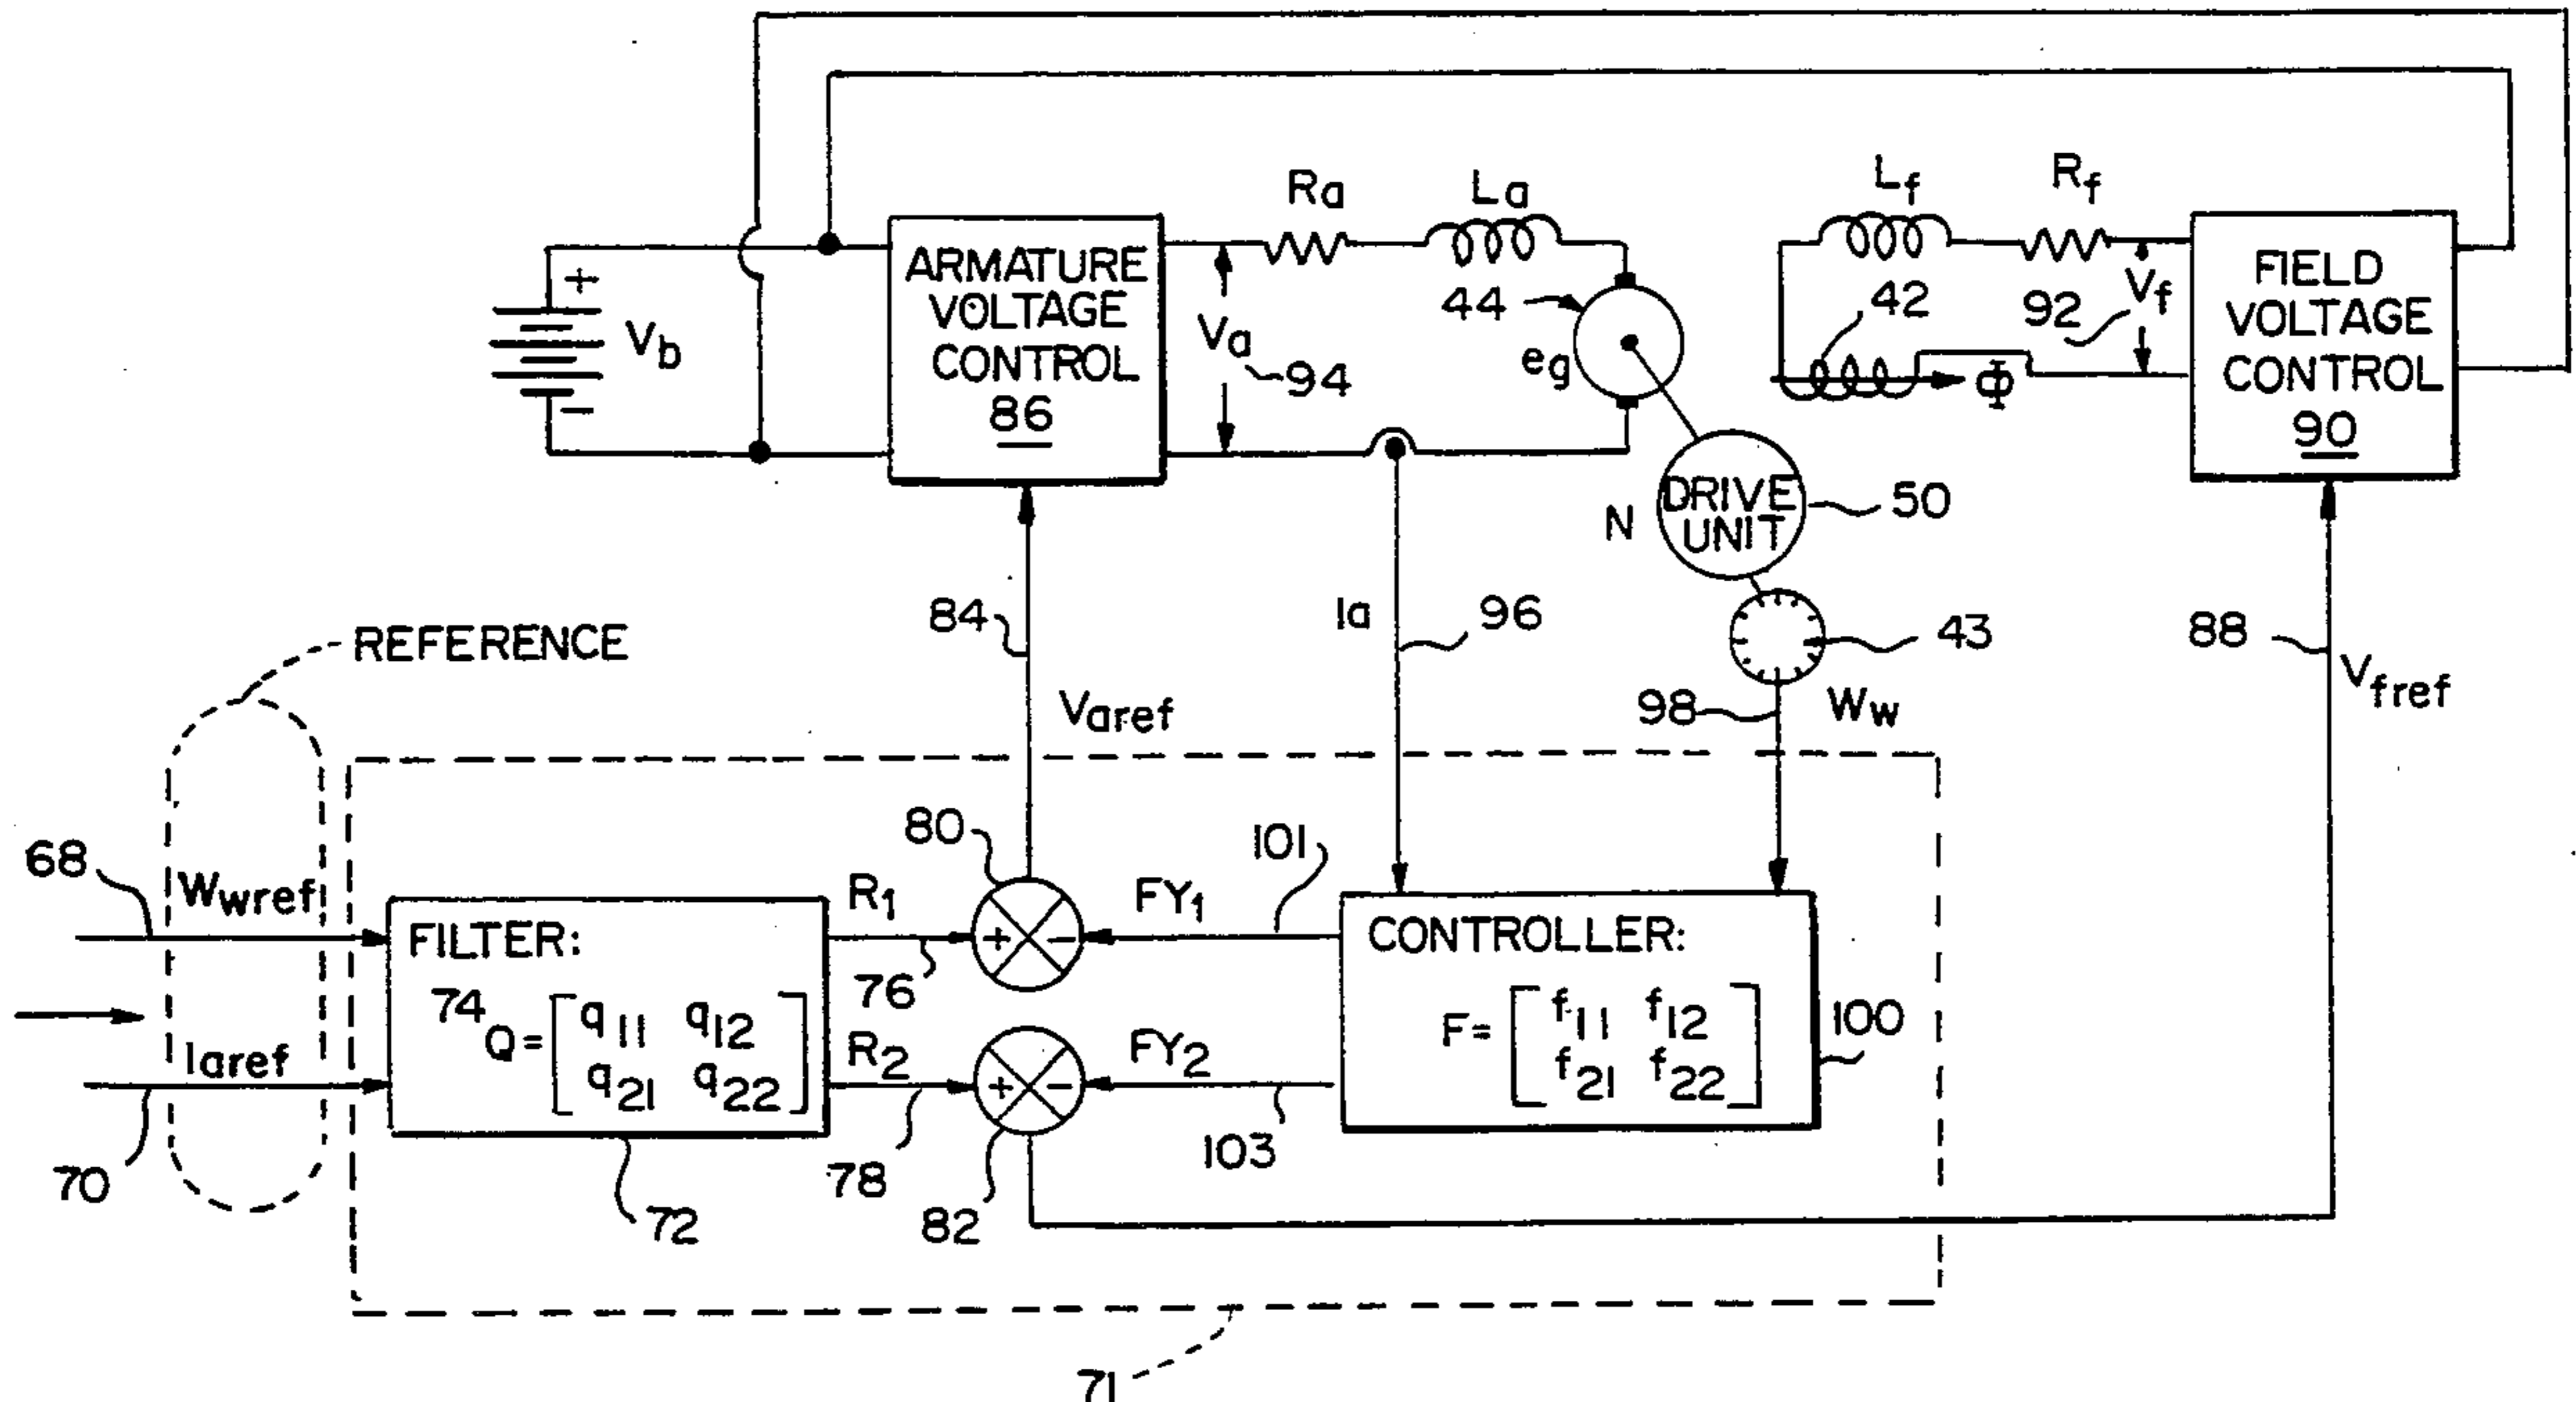 Ra
La
Lf
Rf
+
Vb
−
ARMATURE
VOLTAGE
CONTROL
86
Va
94
44
eg
42
Φ
92
Vf
FIELD
VOLTAGE
CONTROL
90
N
DRIVE
UNIT
50
REFERENCE
84
Varef
Ia
96
43
98
Ww
88
Vfref
68
Wwref
70
Iaref
FILTER:
74
Q= [q11 q12
q21 q22]
72
R1
76
R2
78
80
+ −
82
+ −
FY1
101
FY2
103
CONTROLLER:
F= [f11 f12
f21 f22]
100
71